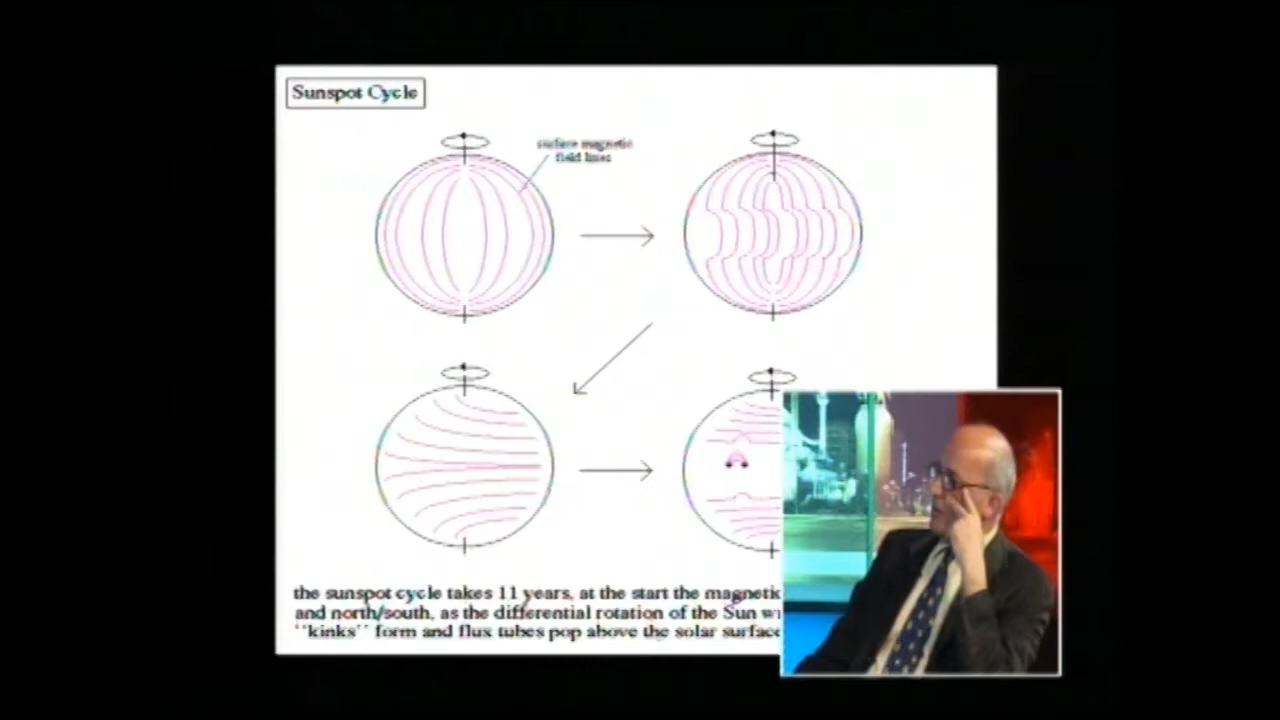 Sunspot Cycle
surface magnetic
field lines
the sunspot cycle takes 11 years, at the start the magnetic
and north/south, as the differential rotation of the Sun
``kinks'' form and flux tubes pop above the solar surface